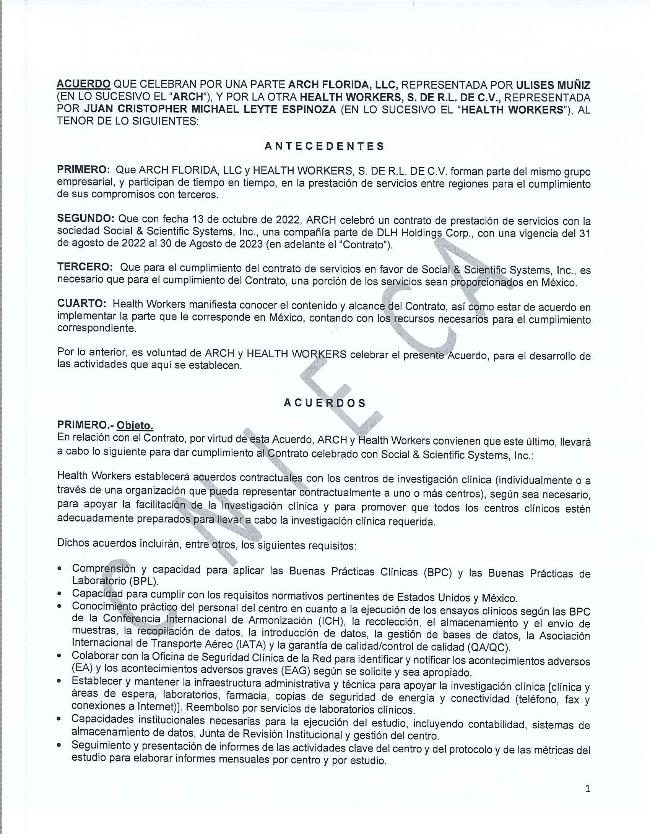 ACUERDO QUE CELEBRAN POR UNA PARTE ARCH FLORIDA, LLC, REPRESENTADA POR ULISES MUÑIZ
(EN LO SUCESIVO EL "ARCH"), Y POR LA OTRA HEALTH WORKERS, S. DE R.L. DE C.V., REPRESENTADA
POR JUAN CRISTOPHER MICHAEL LEYTE ESPINOZA (EN LO SUCESIVO EL "HEALTH WORKERS"), AL
TENOR DE LO SIGUIENTES:
ANTECEDENTES
PRIMERO: Que ARCH FLORIDA, LLC y HEALTH WORKERS, S. DE R.L. DE C.V. forman parte del mismo grupo
empresarial, y participan de tiempo en tiempo, en la prestación de servicios entre regiones para el cumplimiento
de sus compromisos con terceros.
SEGUNDO: Que con fecha 13 de octubre de 2022, ARCH celebró un contrato de prestación de servicios con la
sociedad Social & Scientific Systems, Inc., una compañía parte de DLH Holdings Corp., con una vigencia del 31
de agosto de 2022 al 30 de Agosto de 2023 (en adelante el "Contrato").
TERCERO: Que para el cumplimiento del contrato de servicios en favor de Social & Scientific Systems, Inc., es
necesario que para el cumplimiento del Contrato, una porción de los servicios sean proporcionados en México.
CUARTO: Health Workers manifiesta conocer el contenido y alcance del Contrato, así como estar de acuerdo en
implementar la parte que le corresponde en México, contando con los recursos necesarios para el cumplimiento
correspondiente.
Por lo anterior, es voluntad de ARCH y HEALTH WORKERS celebrar el presente Acuerdo, para el desarrollo de
las actividades que aquí se establecen.
ACUERDOS
PRIMERO.- Objeto.
En relación con el Contrato, por virtud de esta Acuerdo, ARCH y Health Workers convienen que este último, llevará
a cabo lo siguiente para dar cumplimiento al Contrato celebrado con Social & Scientific Systems, Inc.:
Health Workers establecerá acuerdos contractuales con los centros de investigación clínica (individualmente o a
través de una organización que pueda representar contractualmente a uno o más centros), según sea necesario,
para apoyar la facilitación de la investigación clínica y para promover que todos los centros clínicos estén
adecuadamente preparados para llevar a cabo la investigación clínica requerida.
Dichos acuerdos incluirán, entre otros, los siguientes requisitos:
• Comprensión y capacidad para aplicar las Buenas Prácticas Clínicas (BPC) y las Buenas Prácticas de
Laboratorio (BPL).
• Capacidad para cumplir con los requisitos normativos pertinentes de Estados Unidos y México.
• Conocimiento práctico del personal del centro en cuanto a la ejecución de los ensayos clínicos según las BPC
de la Conferencia Internacional de Armonización (ICH), la recolección, el almacenamiento y el envío de
muestras, la recopilación de datos, la introducción de datos, la gestión de bases de datos, la Asociación
Internacional de Transporte Aéreo (IATA) y la garantía de calidad/control de calidad (QA/QC).
• Colaborar con la Oficina de Seguridad Clínica de la Red para identificar y notificar los acontecimientos adversos
(EA) y los acontecimientos adversos graves (EAG) según se solicite y sea apropiado.
• Establecer y mantener la infraestructura administrativa y técnica para apoyar la investigación clínica [clínica y
áreas de espera, laboratorios, farmacia, copias de seguridad de energía y conectividad (teléfono, fax y
conexiones a Internet)]. Reembolso por servicios de laboratorios clínicos.
• Capacidades institucionales necesarias para la ejecución del estudio, incluyendo contabilidad, sistemas de
almacenamiento de datos, Junta de Revisión Institucional y gestión del centro.
• Seguimiento y presentación de informes de las actividades clave del centro y del protocolo y de las métricas del
estudio para elaborar informes mensuales por centro y por estudio.
1
CNIECA